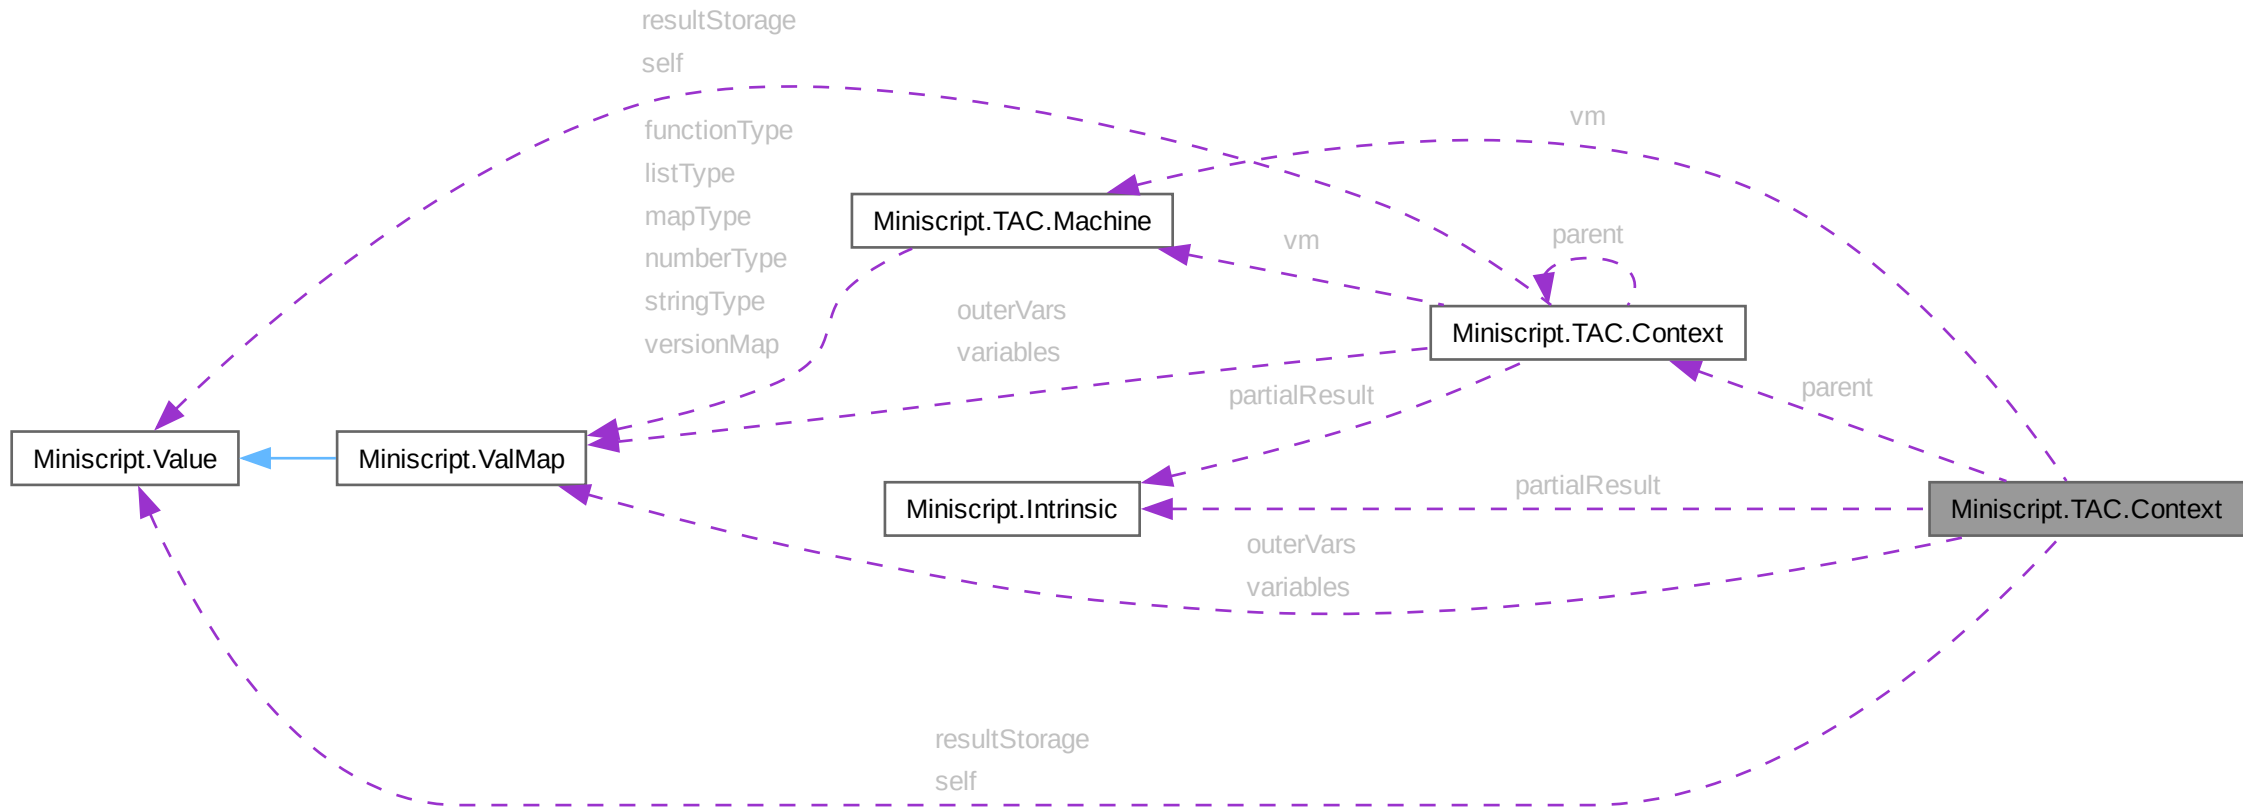 resultStorage
self
functionType
listType
mapType
numberType
stringType
versionMap
vm
Miniscript.TAC.Machine
vm
parent
outerVars
variables
Miniscript.TAC.Context
partialResult
parent
Miniscript.Value
Miniscript.ValMap
Miniscript.Intrinsic
partialResult
Miniscript.TAC.Context
outerVars
variables
resultStorage
self